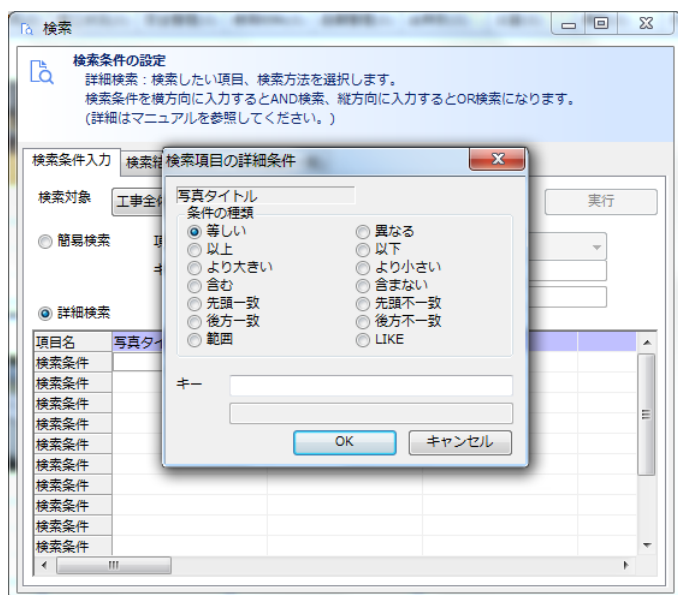 検索
検索条件の設定
詳細検索：検索したい項目、検索方法を選択します。
検索条件を横方向に入力するとAND検索、縦方向に入力するとOR検索になります。
(詳細はマニュアルを参照してください。)
検索条件入力
検索対象
工事全
実行
簡易検索
詳細検索
検索項目の詳細条件
写真タイトル
条件の種類
等しい 異なる
以上 以下
より大きい より小さい
含む 含まない
先頭一致 先頭不一致
後方一致 後方不一致
範囲 LIKE
キー
OK キャンセル
項目名 写真タイ
検索条件
検索条件
検索条件
検索条件
検索条件
検索条件
検索条件
検索条件
検索条件
検索条件